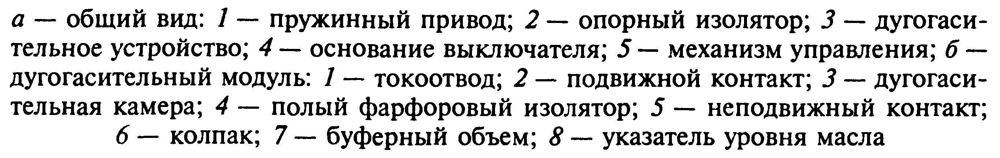 а — общий вид: 1 — пружинный привод; 2 — опорный изолятор; 3 — дугогаси-
тельное устройство; 4 — основание выключателя; 5 — механизм управления; б —
дугогасительный модуль: 1 — токоотвод; 2 — подвижной контакт; 3 — дугогаси-
тельная камера; 4 — полый фарфоровый изолятор; 5 — неподвижный контакт;
6 — колпак; 7 — буферный объем; 8 — указатель уровня масла